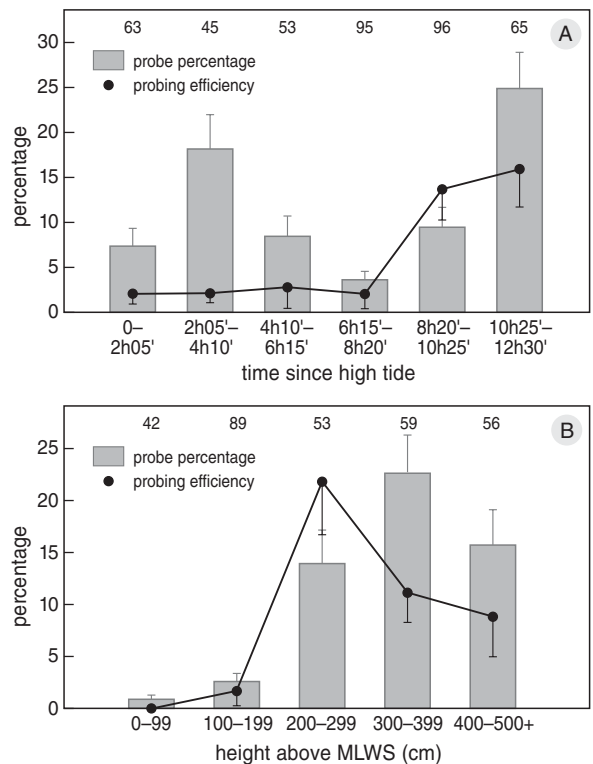 63 45 53 95 96 65
A
30
25
20
15
10
5
0
percentage
probe percentage
probing efficiency
0– 2h05'– 4h10'– 6h15'– 8h20'– 10h25'–
2h05' 4h10' 6h15' 8h20' 10h25' 12h30'
time since high tide
42 89 53 59 56
B
25
20
15
10
5
0
percentage
probe percentage
probing efficiency
0–99 100–199 200–299 300–399 400–500+
height above MLWS (cm)